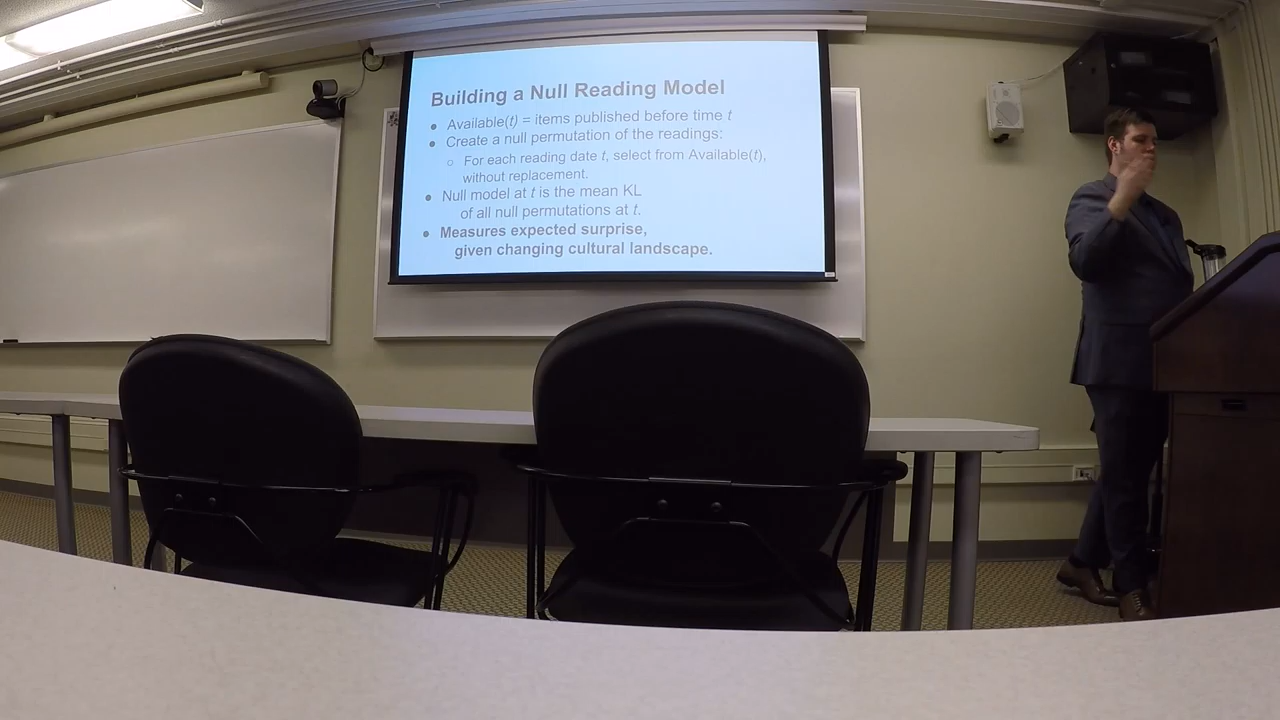 Building a Null Reading Model
● Available(t) = items published before time t
● Create a null permutation of the readings:
○ For each reading date t, select from Available(t),
without replacement.
● Null model at t is the mean KL
of all null permutations at t.
● Measures expected surprise,
given changing cultural landscape.